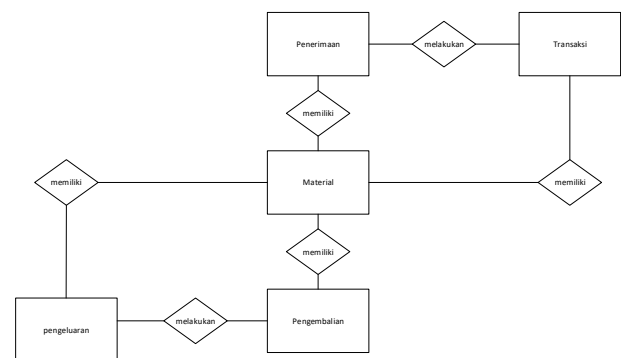 Penerimaan
melakukan
Transaksi
memiliki
memiliki
Material
memiliki
memiliki
pengeluaran
melakukan
Pengembalian